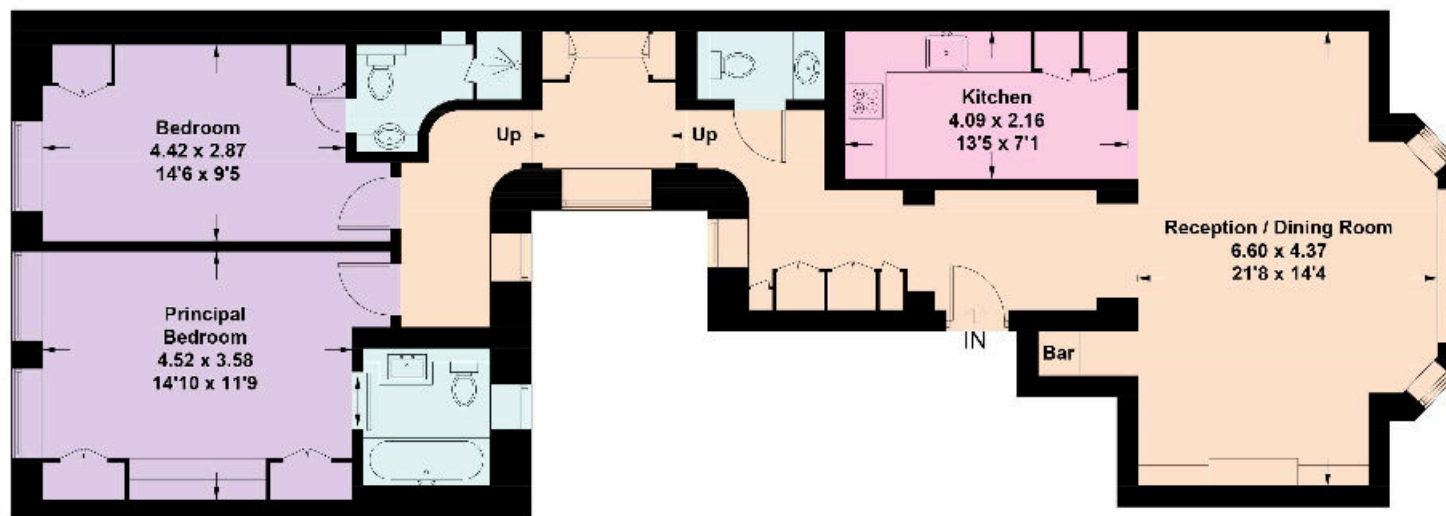 Bedroom
4.42 x 2.87
14'6 x 9'5
Up
Up
Kitchen
4.09 x 2.16
13'5 x 7'1
Reception / Dining Room
6.60 x 4.37
21'8 x 14'4
Principal
Bedroom
4.52 x 3.58
14'10 x 11'9
IN
Bar